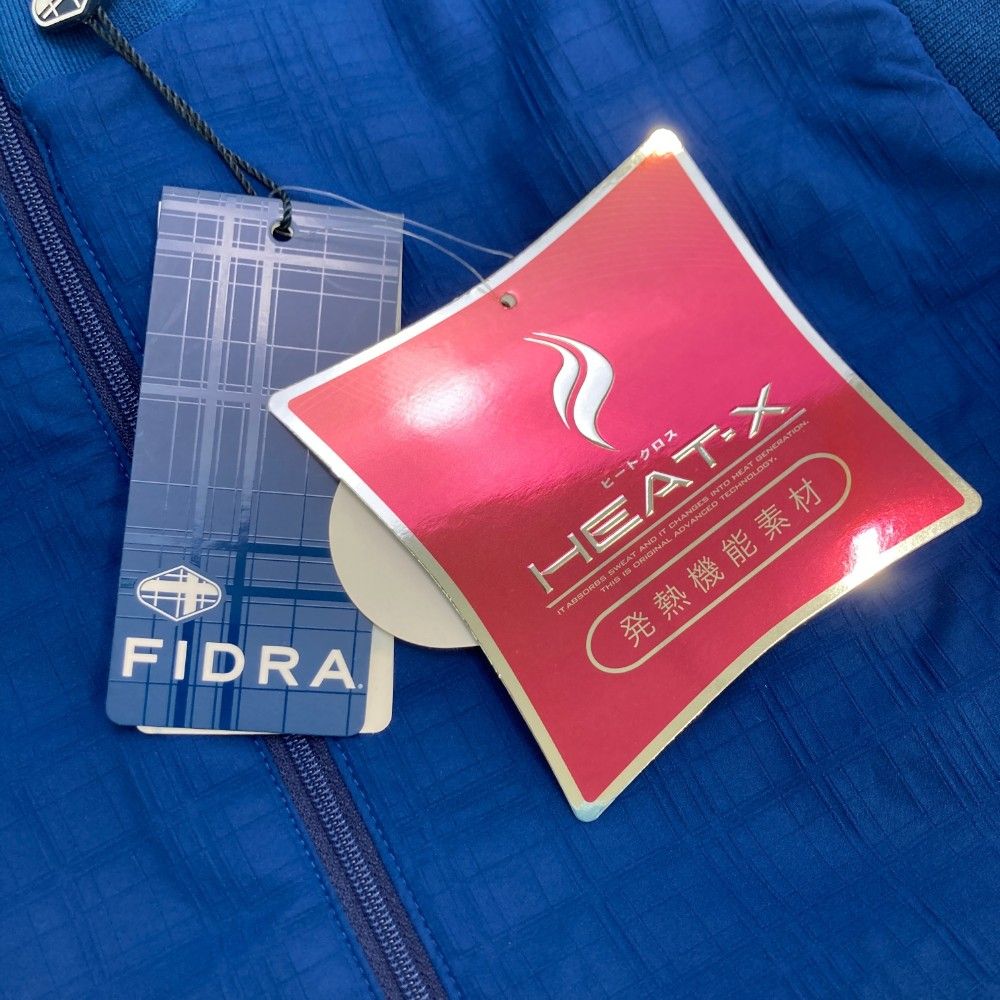 FIDRA.
ヒートクロス
HEAT-X
IT ABSORBS SWEAT AND IT CHANGES INTO HEAT GENERATION.
THIS IS ORIGINAL ADVANCED TECHNOLOGY.
発熱機能素材